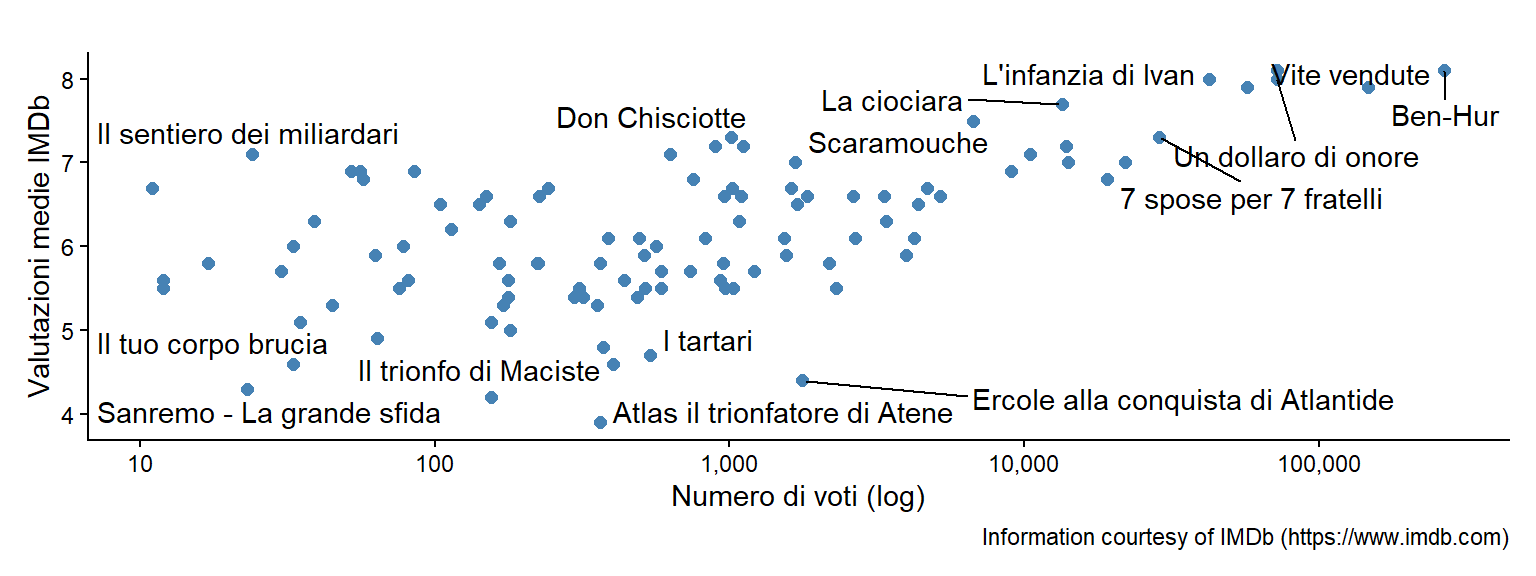 L'infanzia di Ivan
Vite vendute
La ciociara
Ben-Hur
Don Chisciotte
Il sentiero dei miliardari
Scaramouche
Un dollaro di onore
7 spose per 7 fratelli
Il tuo corpo brucia
I tartari
Il trionfo di Maciste
Ercole alla conquista di Atlantide
Sanremo - La grande sfida
Atlas il trionfatore di Atene
Valutazioni medie IMDb
8
7
6
5
4
10
100
1,000
10,000
100,000
Numero di voti (log)
Information courtesy of IMDb (https://www.imdb.com)